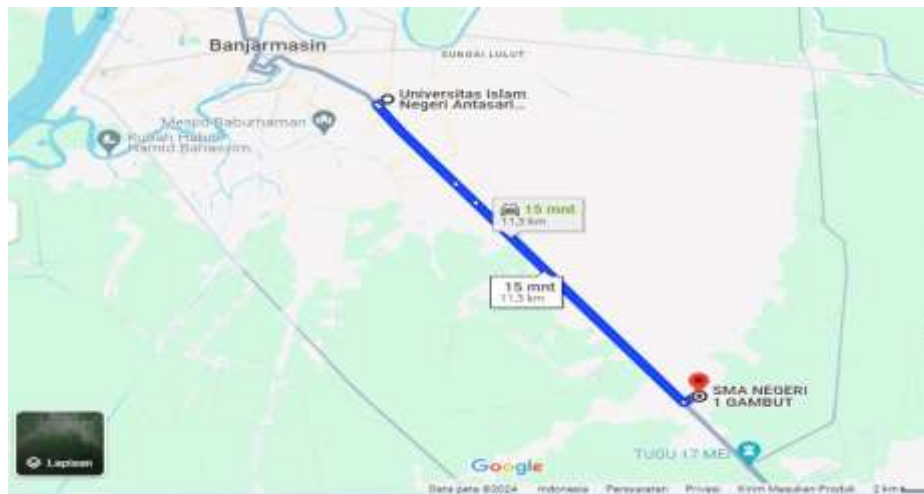 Banjarmasin
SUNGAI LULUT
Universitas Islam
Negeri Antasari...
Mesjid Baburhaman
Kubah Habib
Hamid Bahasyim
15 mnt
11,3 km
15 mnt
11,3 km
SMA NEGERI
1 GAMBUT
TUGU 17 MEI
Lapisan
Google
Data peta ©2024 Indonesia Persyaratan Privasi Kirim Masukan Produk 2 km